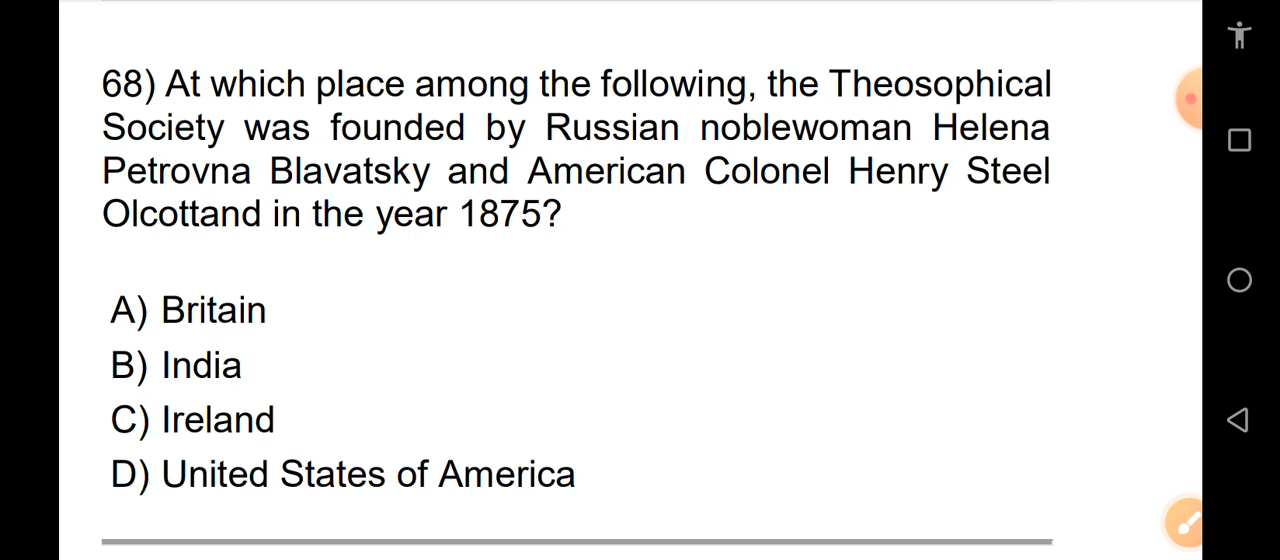 68) At which place among the following, the Theosophical
Society was founded by Russian noblewoman Helena
Petrovna Blavatsky and American Colonel Henry Steel
Olcottand in the year 1875?
A) Britain
B) India
C) Ireland
D) United States of America